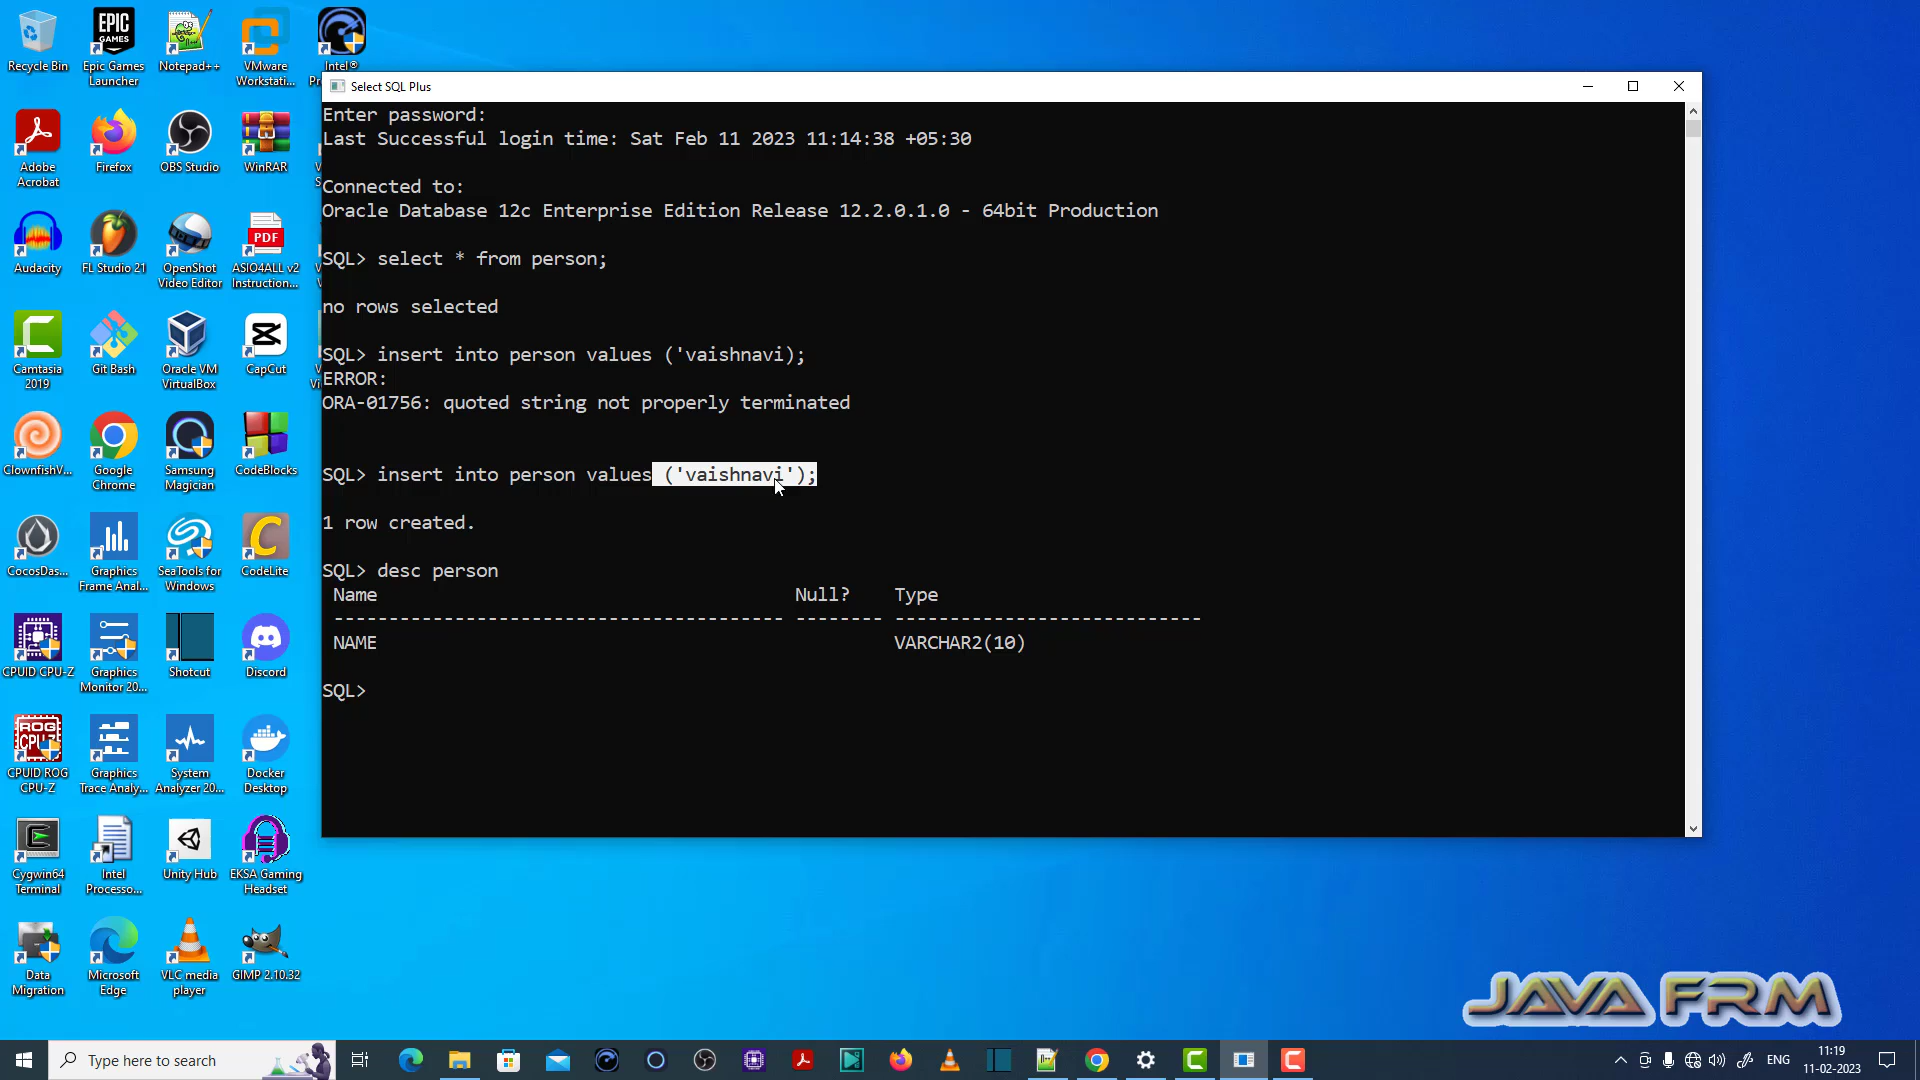 Select SQL Plus
Enter password:
Last Successful login time: Sat Feb 11 2023 11:14:38 +05:30
Connected to:
Oracle Database 12c Enterprise Edition Release 12.2.0.1.0 - 64bit Production
SQL> select * from person;
no rows selected
SQL> insert into person values ('vaishnavi);
ERROR:
ORA-01756: quoted string not properly terminated
SQL> insert into person values ('vaishnavi');
1 row created.
SQL> desc person
Name Null? Type
----------------------------------------- -------- ----------------------------
NAME VARCHAR2(10)
SQL>
Recycle Bin
Epic Games
Launcher
Notepad++
VMware
Workstati...
Intel®
Adobe
Acrobat
Firefox
OBS Studio
WinRAR
Audacity
FL Studio 21
OpenShot
Video Editor
ASIO4ALL v2
Instruction...
Camtasia
2019
Git Bash
Oracle VM
VirtualBox
CapCut
ClownfishV...
Google
Chrome
Samsung
Magician
CodeBlocks
CocosDas...
Graphics
Frame Anal...
SeaTools for
Windows
CodeLite
CPUID CPU-Z
Graphics
Monitor 20...
Shotcut
Discord
CPUID ROG
CPU-Z
Graphics
Trace Analy...
System
Analyzer 20...
Docker
Desktop
Cygwin64
Terminal
Intel
Processo...
Unity Hub
EKSA Gaming
Headset
Data
Migration
Microsoft
Edge
VLC media
player
GIMP 2.10.32
EPIC
GAMES
PDF
ROG
CPU-Z
JAVA FRM
Type here to search
ENG
11:19
11-02-2023